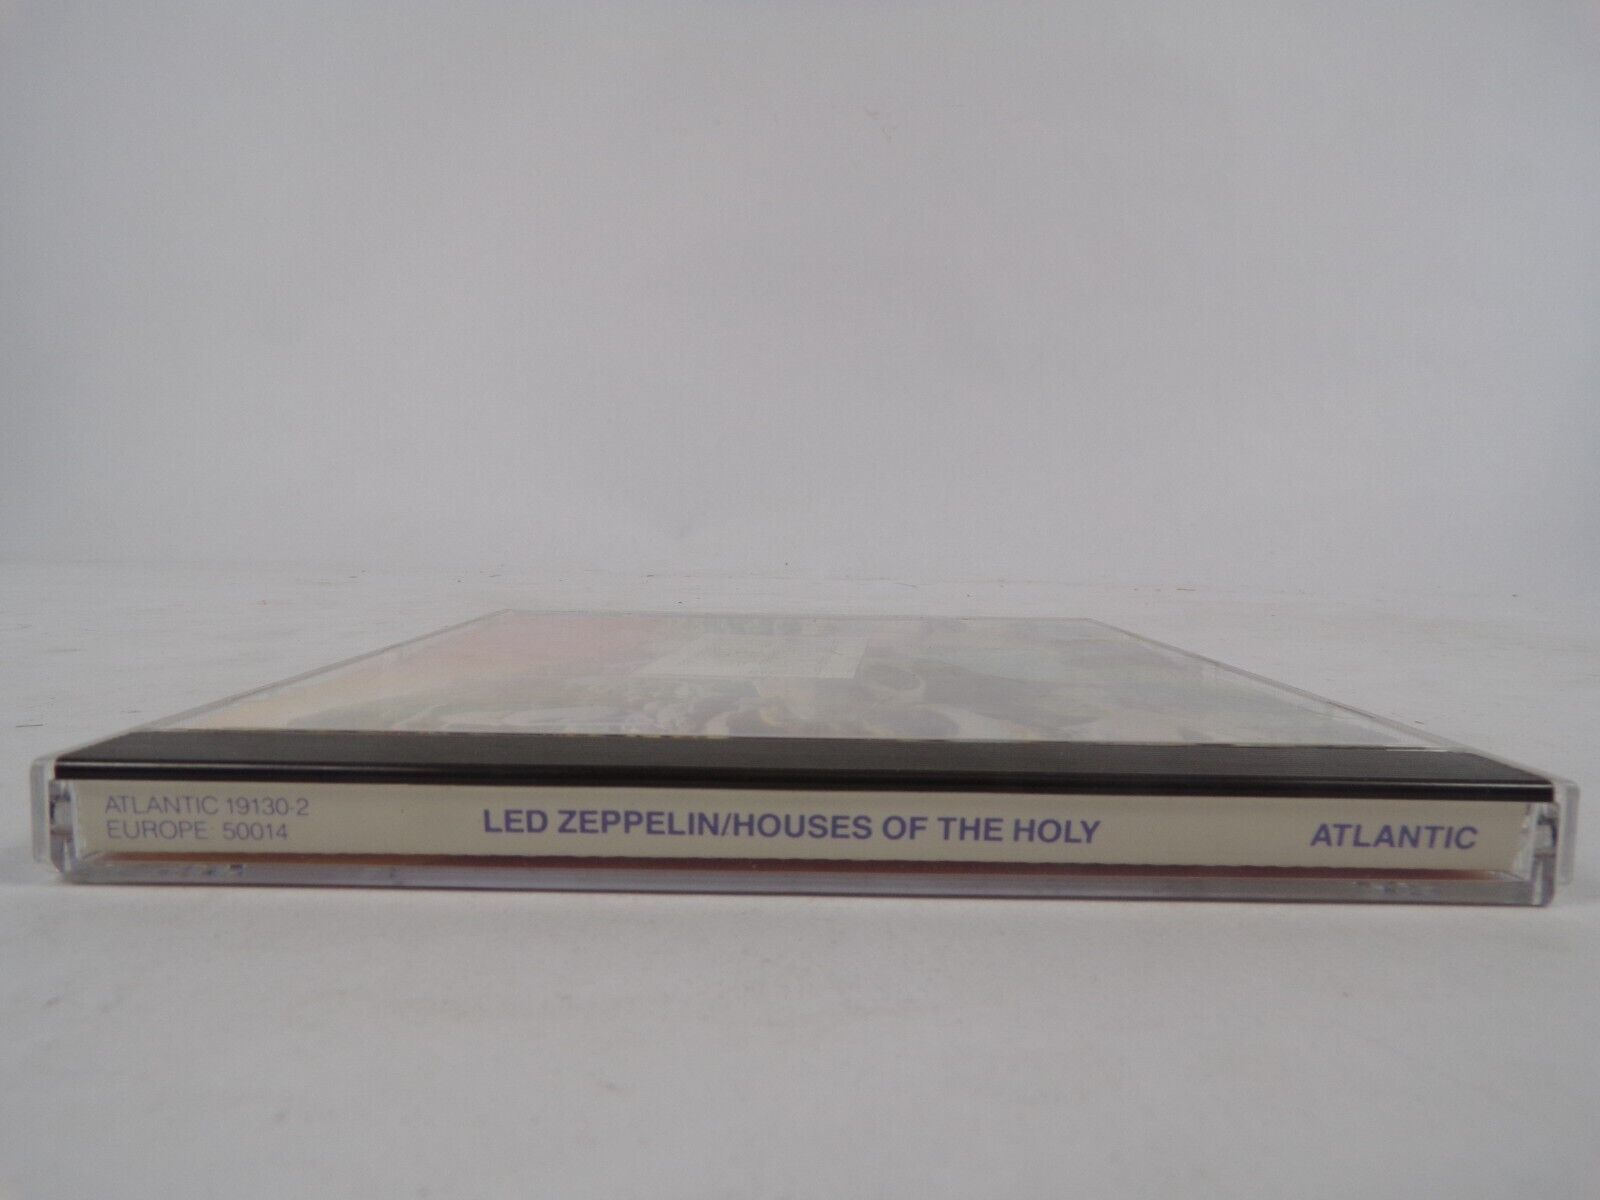 ATLANTIC 19130-2
EUROPE: 50014
LED ZEPPELIN/HOUSES OF THE HOLY
ATLANTIC